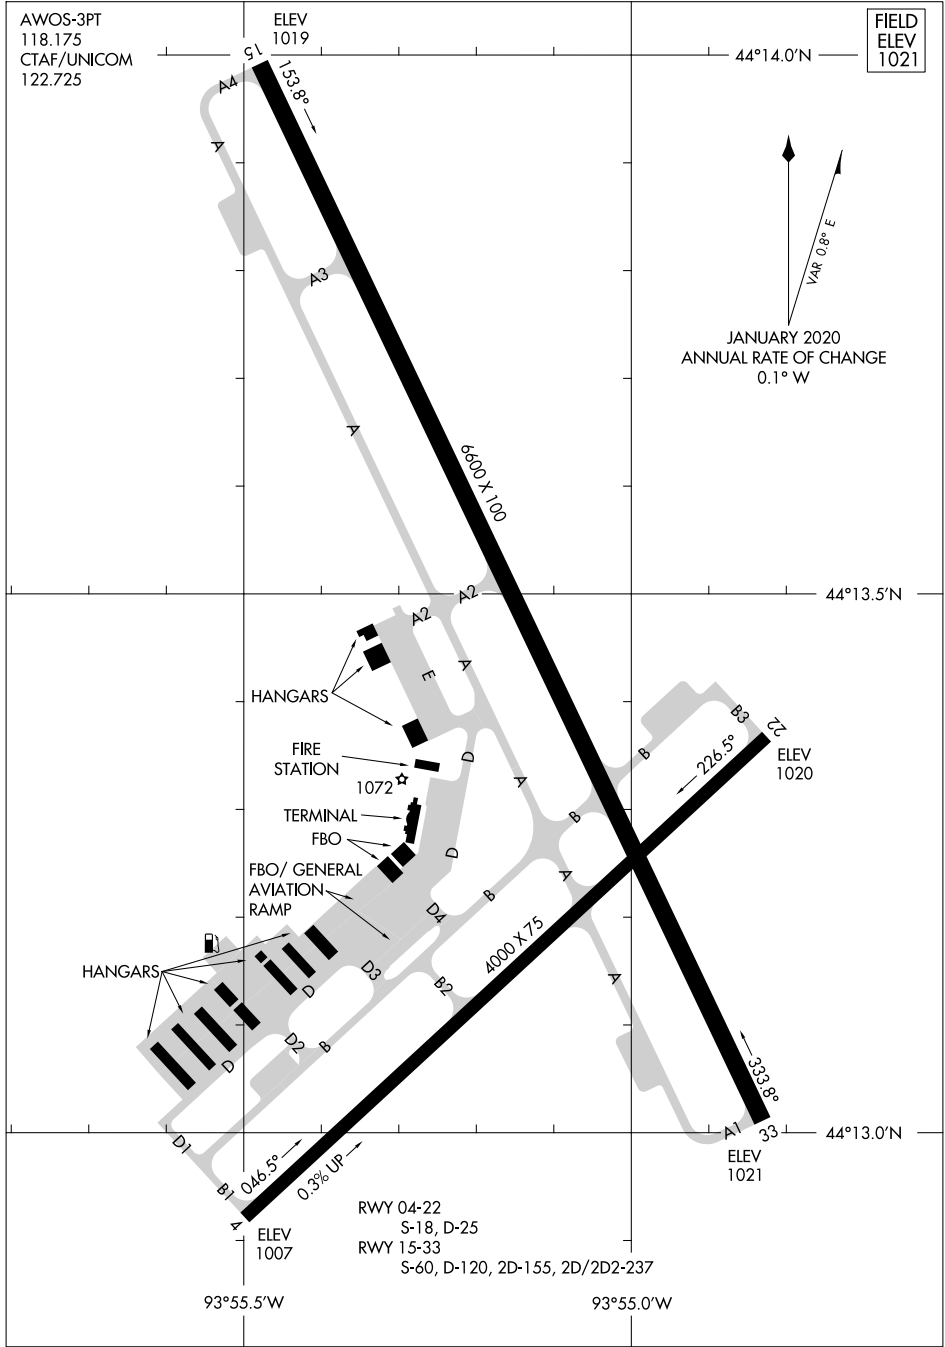 AWOS-3PT
118.175
CTAF/UNICOM
122.725
ELEV
1019
FIELD
ELEV
1021
44°14.0'N
15
153.8°
A4
A
A3
VAR 0.8° E
JANUARY 2020
ANNUAL RATE OF CHANGE
0.1° W
A
6600 X 100
44°13.5'N
A2
A2
A
E
HANGARS
B3
22
226.5°
ELEV
1020
B
FIRE
STATION
D
1072
A
TERMINAL
B
FBO
D
FBO/ GENERAL
AVIATION
RAMP
A
B
D4
4000 X 75
HANGARS
D3
B2
A
D
D2
B
D
333.8°
A1
33
44°13.0'N
ELEV
1021
D1
B1
046.5°
0.3% UP
4
ELEV
1007
RWY 04-22
S-18, D-25
RWY 15-33
S-60, D-120, 2D-155, 2D/2D2-237
93°55.5'W
93°55.0'W